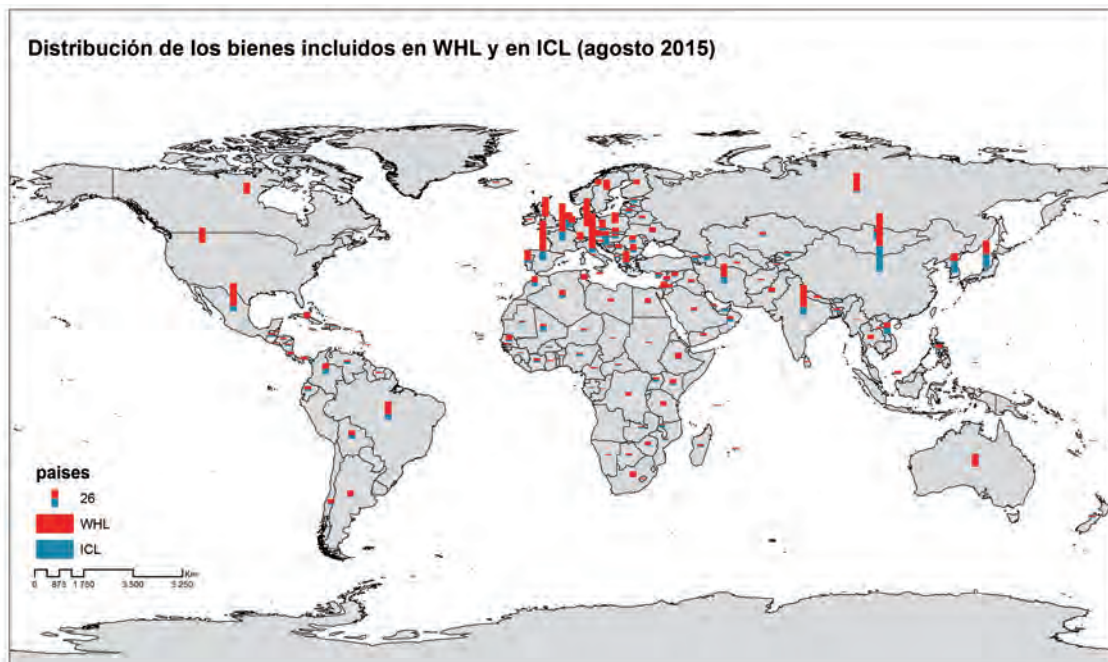 Distribución de los bienes incluidos en WHL y en ICL (agosto 2015)
paises
26
WHL
ICL
Km
0 875 1.750 3.500 5.250